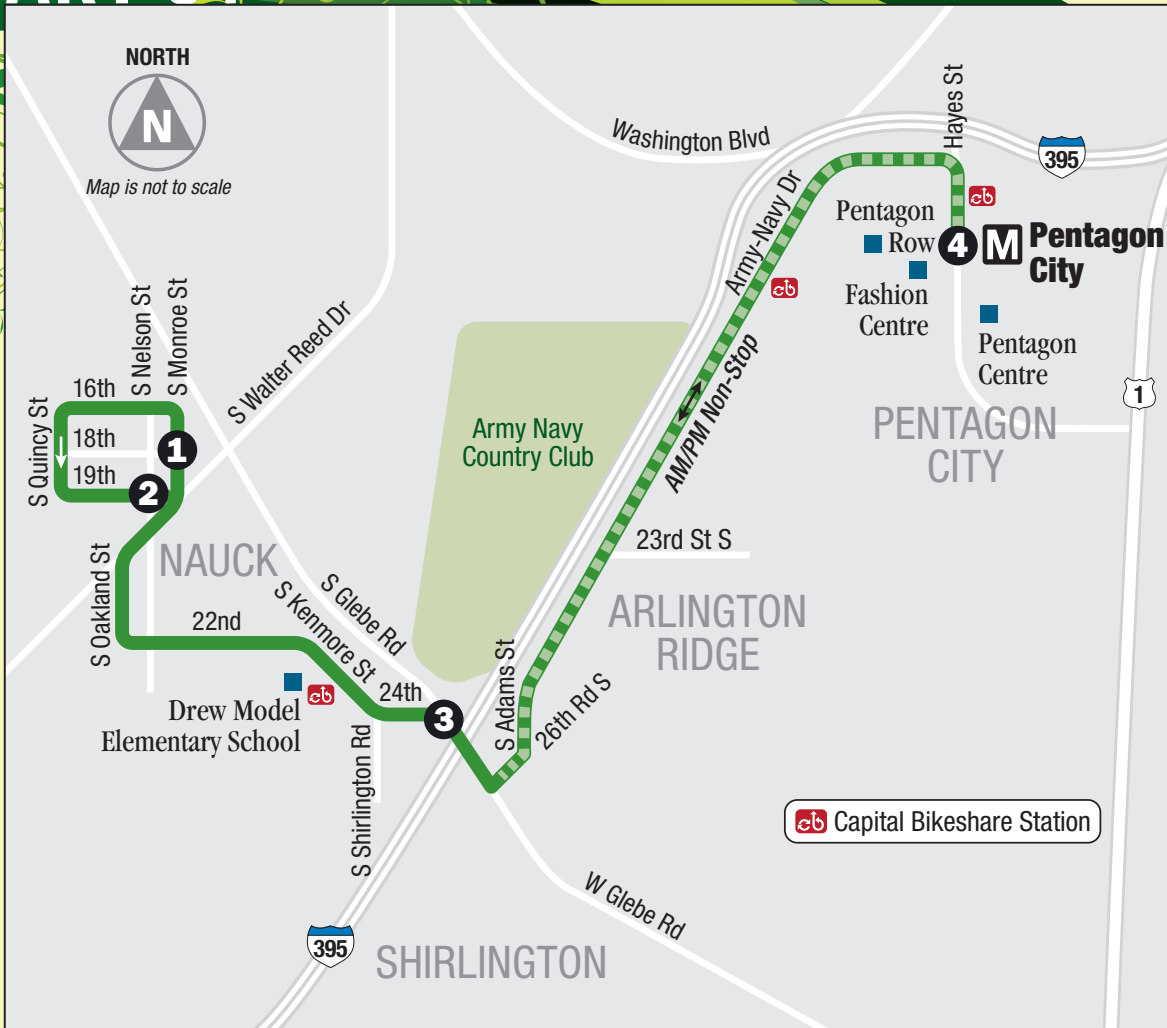 NORTH
N
Map is not to scale
Washington Blvd
Hayes St
395
Army-Navy Dr
Pentagon
Row
4
M
Pentagon
City
Fashion
Centre
Pentagon
Centre
1
PENTAGON
CITY
S Nelson St
S Monroe St
S Walter Reed Dr
16th
S Quincy St
18th
19th
1
2
Army Navy
Country Club
AM/PM Non-Stop
23rd St S
NAUCK
S Oakland St
22nd
S Kenmore St
S Glebe Rd
ARLINGTON
RIDGE
24th
3
S Adams St
26th Rd S
Drew Model
Elementary School
S Shirlington Rd
Capital Bikeshare Station
W Glebe Rd
395
SHIRLINGTON